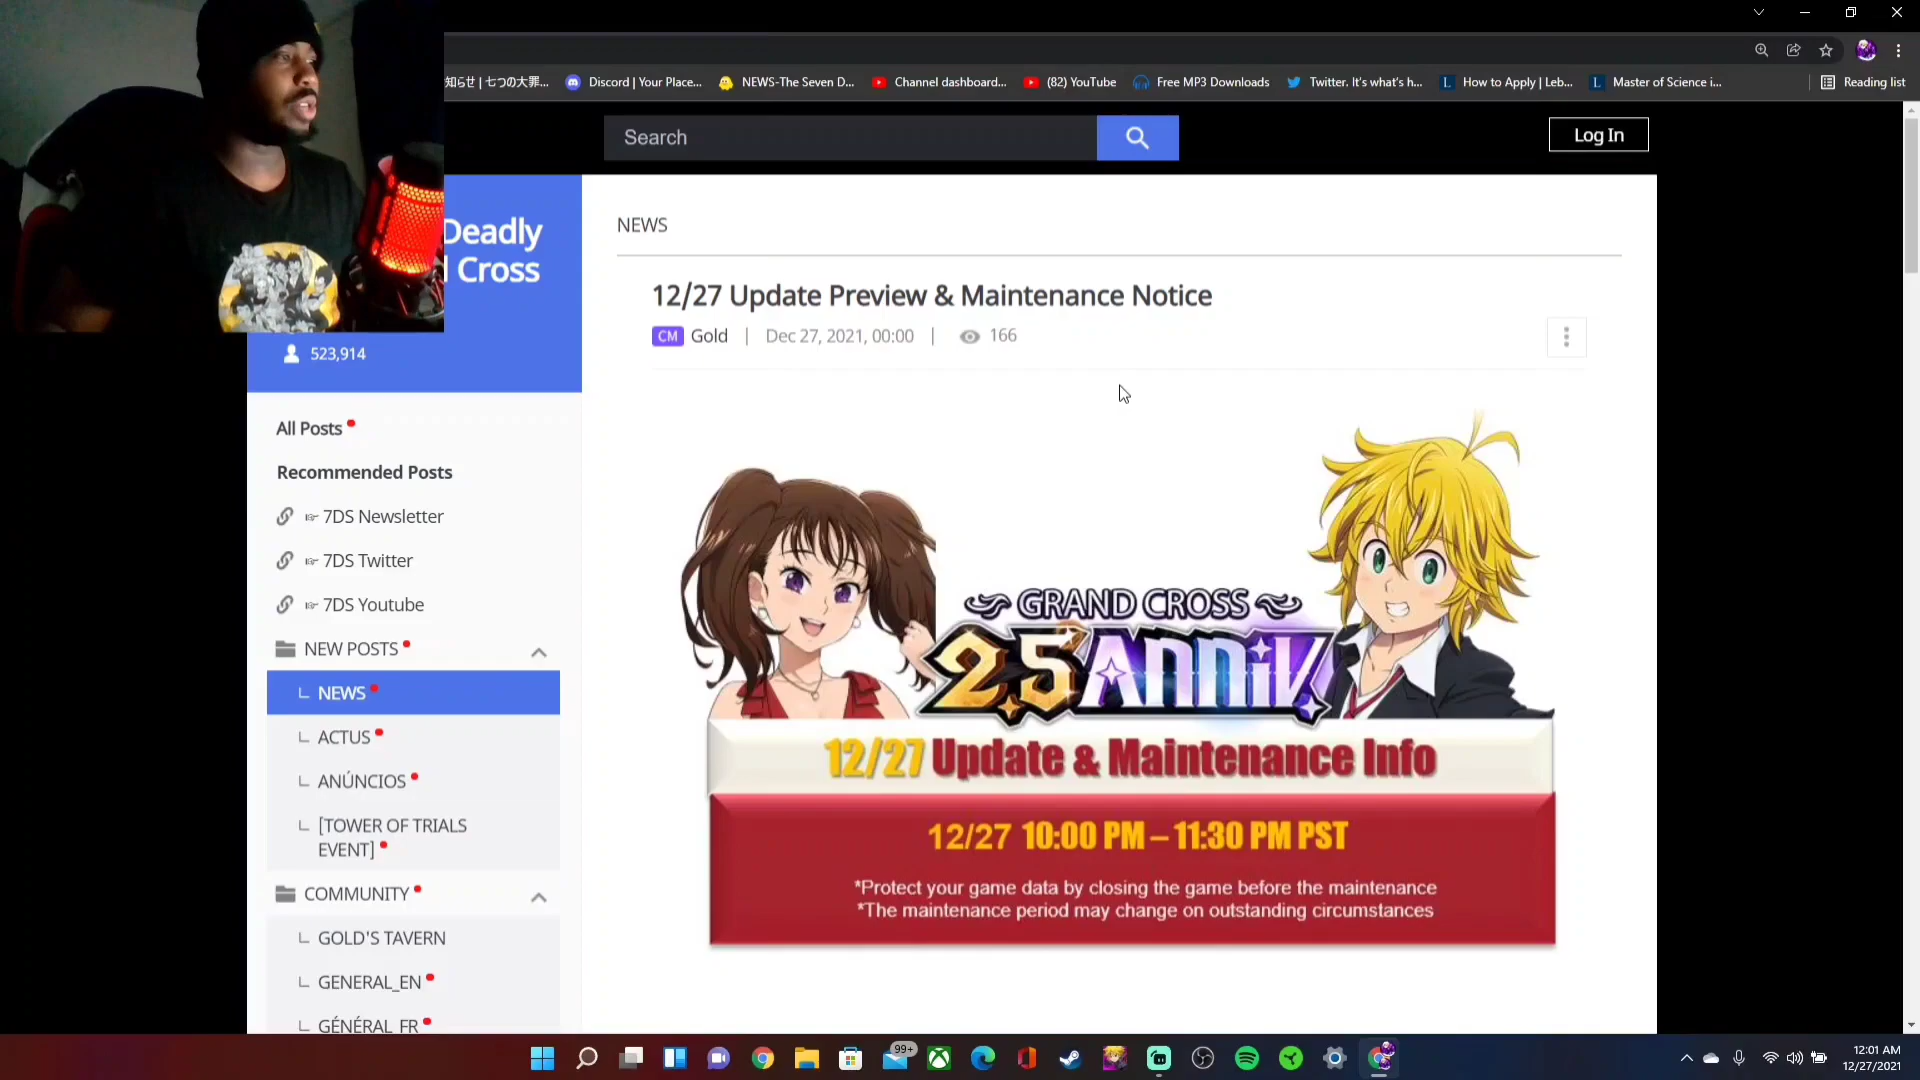 知らせ | 七つの大罪...
Discord | Your Place...
NEWS-The Seven D...
Channel dashboard...
(82) YouTube
Free MP3 Downloads
Twitter. It's what's h...
How to Apply | Leb...
Master of Science i...
Reading list
Search
Log In
Deadly
Cross
523,914
All Posts
Recommended Posts
☞ 7DS Newsletter
☞ 7DS Twitter
☞ 7DS Youtube
NEW POSTS
NEWS
ACTUS
ANÚNCIOS
[TOWER OF TRIALS
EVENT]
COMMUNITY
GOLD'S TAVERN
GENERAL_EN
GÉNÉRAL_FR
NEWS
12/27 Update Preview & Maintenance Notice
CM Gold | Dec 27, 2021, 00:00 | 166
GRAND CROSS
2.5 ANNIV.
12/27 Update & Maintenance Info
12/27 10:00 PM – 11:30 PM PST
*Protect your game data by closing the game before the maintenance
*The maintenance period may change on outstanding circumstances
99+
12:01 AM
12/27/2021